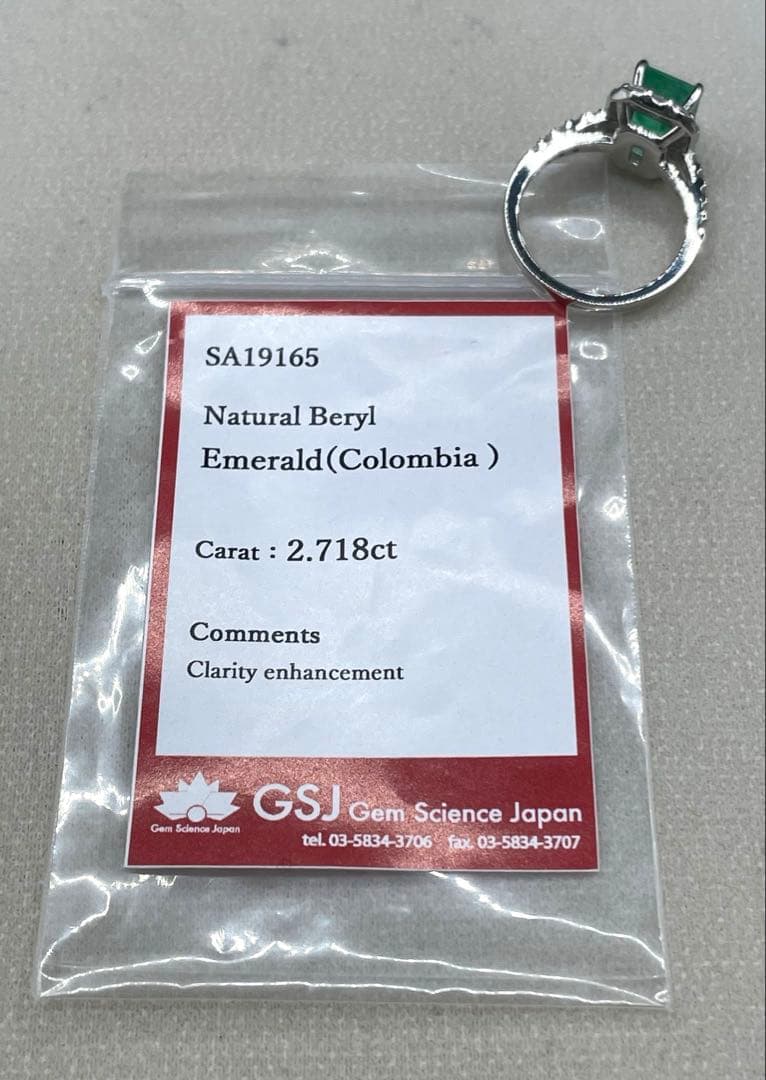 SA19165
Natural Beryl
Emerald(Colombia )
Carat : 2.718ct
Comments
Clarity enhancement
GSJ Gem Science Japan
Gem Science Japan
tel. 03-5834-3706 fax. 03-5834-3707